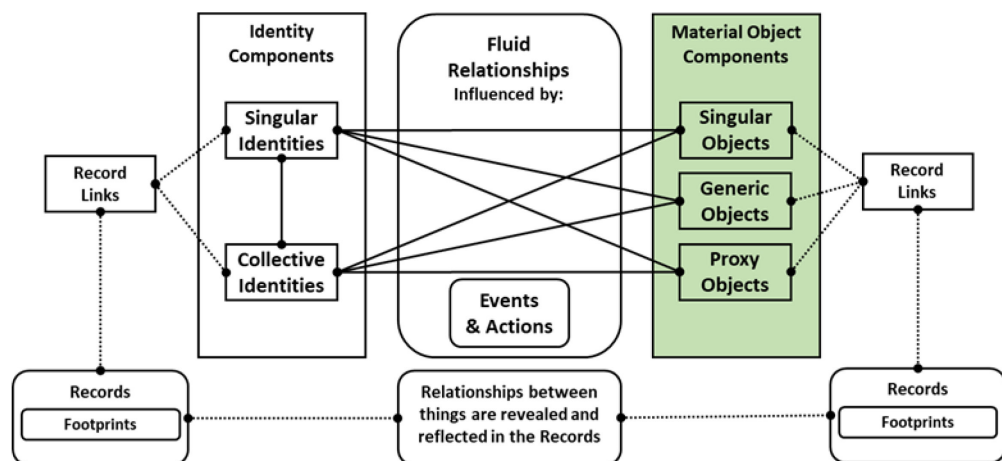 Identity
Components
Singular
Identities
Collective
Identities
Record
Links
Records
Footprints
Fluid
Relationships
Influenced by:
Events
& Actions
Relationships between
things are revealed and
reflected in the Records
Material Object
Components
Singular
Objects
Generic
Objects
Proxy
Objects
Record
Links
Records
Footprints